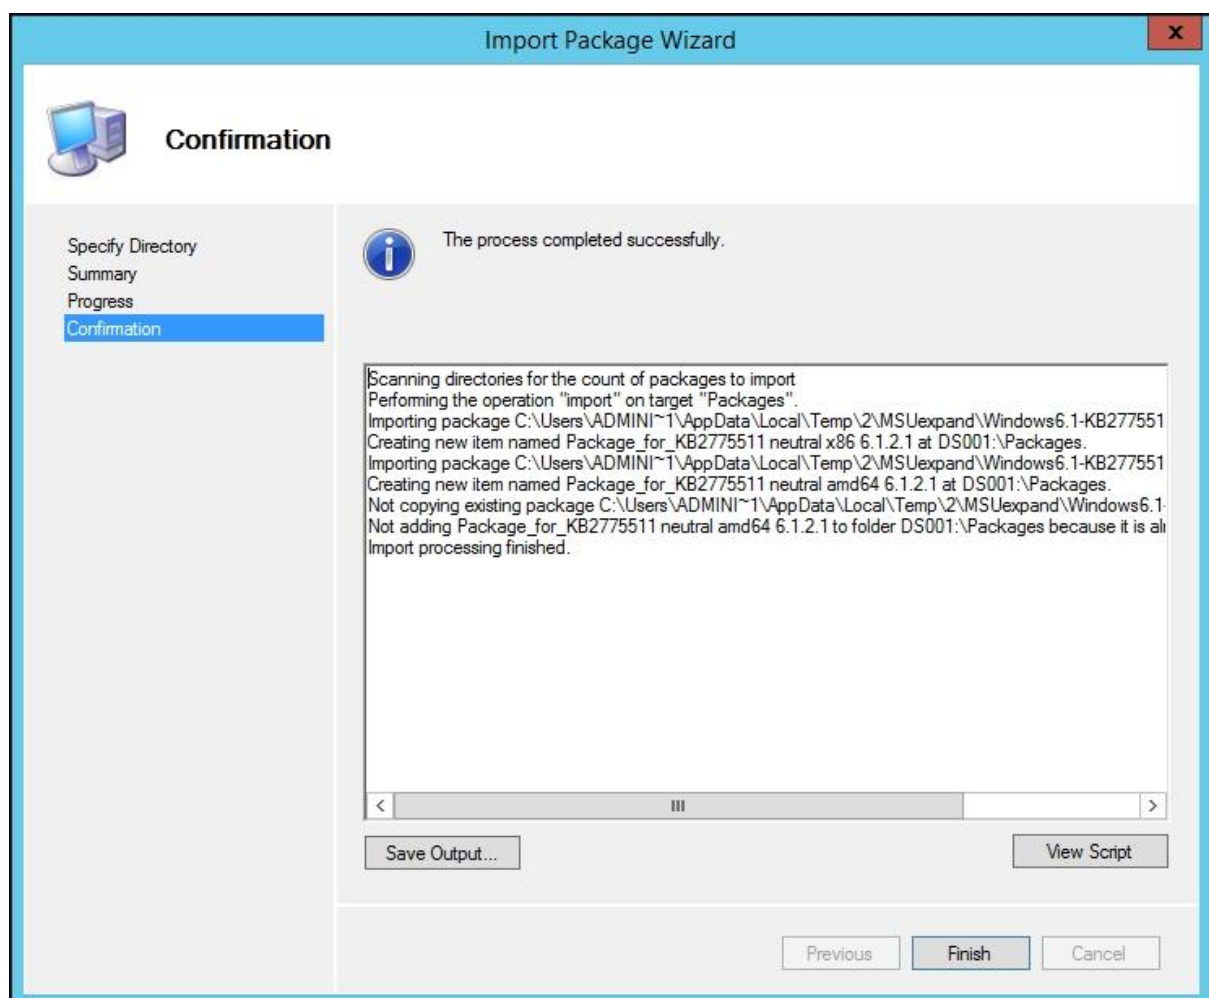 Import Package Wizard
x
Confirmation
Specify Directory
Summary
Progress
Confirmation
The process completed successfully.
Scanning directories for the count of packages to import
Performing the operation "import" on target "Packages".
Importing package C:\Users\ADMINI~1\AppData\Local\Temp\2\MSUexpand\Windows6.1-KB277551
Creating new item named Package_for_KB2775511 neutral x86 6.1.2.1 at DS001:\Packages.
Importing package C:\Users\ADMINI~1\AppData\Local\Temp\2\MSUexpand\Windows6.1-KB277551
Creating new item named Package_for_KB2775511 neutral amd64 6.1.2.1 at DS001:\Packages.
Not copying existing package C:\Users\ADMINI~1\AppData\Local\Temp\2\MSUexpand\Windows6.1-
Not adding Package_for_KB2775511 neutral amd64 6.1.2.1 to folder DS001:\Packages because it is
Import processing finished.
Save Output...
View Script
Previous
Finish
Cancel